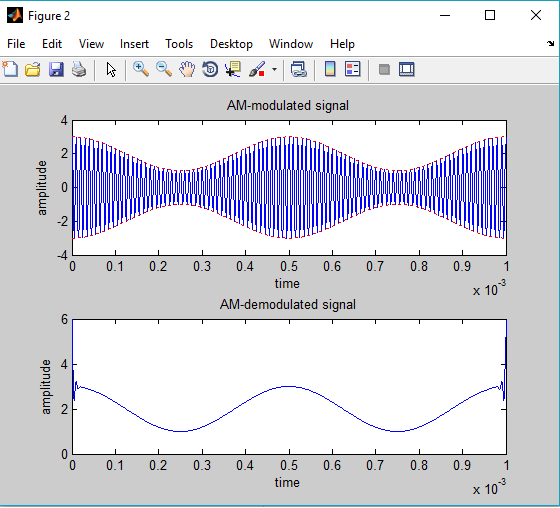 Figure 2
File Edit View Insert Tools Desktop Window Help
AM-modulated signal
amplitude
4
2
0
-2
-4
0 0.1 0.2 0.3 0.4 0.5 0.6 0.7 0.8 0.9 1
time
x 10⁻³
AM-demodulated signal
amplitude
6
4
2
0
0 0.1 0.2 0.3 0.4 0.5 0.6 0.7 0.8 0.9 1
time
x 10⁻³